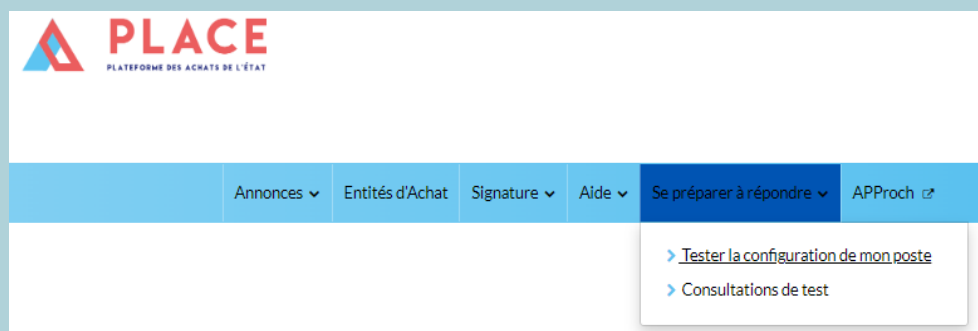 PLACE
PLATEFORME DES ACHATS DE L'ÉTAT
Annonces Entités d'Achat Signature Aide Se préparer à répondre APProch
Tester la configuration de mon poste
Consultations de test